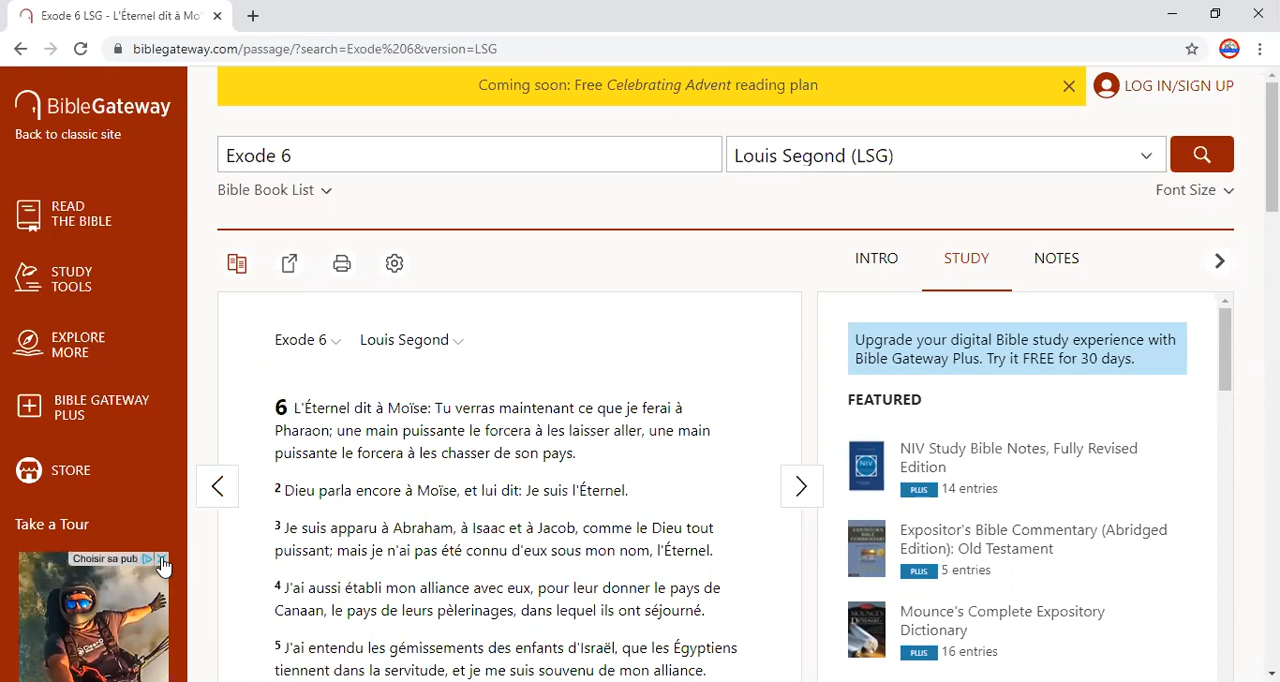 Exode 6 LSG - L'Éternel dit à Mo
biblegateway.com/passage/?search=Exode%206&version=LSG
BibleGateway
Back to classic site
READ
THE BIBLE
STUDY
TOOLS
EXPLORE
MORE
BIBLE GATEWAY
PLUS
STORE
Take a Tour
Choisir sa pub
Coming soon: Free Celebrating Advent reading plan
LOG IN/SIGN UP
Exode 6
Louis Segond (LSG)
Bible Book List
Font Size
INTRO
STUDY
NOTES
Exode 6 Louis Segond
6 L'Éternel dit à Moïse: Tu verras maintenant ce que je ferai à
Pharaon; une main puissante le forcera à les laisser aller, une main
puissante le forcera à les chasser de son pays.
2 Dieu parla encore à Moïse, et lui dit: Je suis l'Éternel.
3 Je suis apparu à Abraham, à Isaac et à Jacob, comme le Dieu tout
puissant; mais je n'ai pas été connu d'eux sous mon nom, l'Éternel.
4 J'ai aussi établi mon alliance avec eux, pour leur donner le pays de
Canaan, le pays de leurs pèlerinages, dans lequel ils ont séjourné.
5 J'ai entendu les gémissements des enfants d'Israël, que les Égyptiens
tiennent dans la servitude, et je me suis souvenu de mon alliance.
Upgrade your digital Bible study experience with
Bible Gateway Plus. Try it FREE for 30 days.
FEATURED
NIV Study Bible Notes, Fully Revised
Edition
PLUS 14 entries
Expositor's Bible Commentary (Abridged
Edition): Old Testament
PLUS 5 entries
Mounce's Complete Expository
Dictionary
PLUS 16 entries